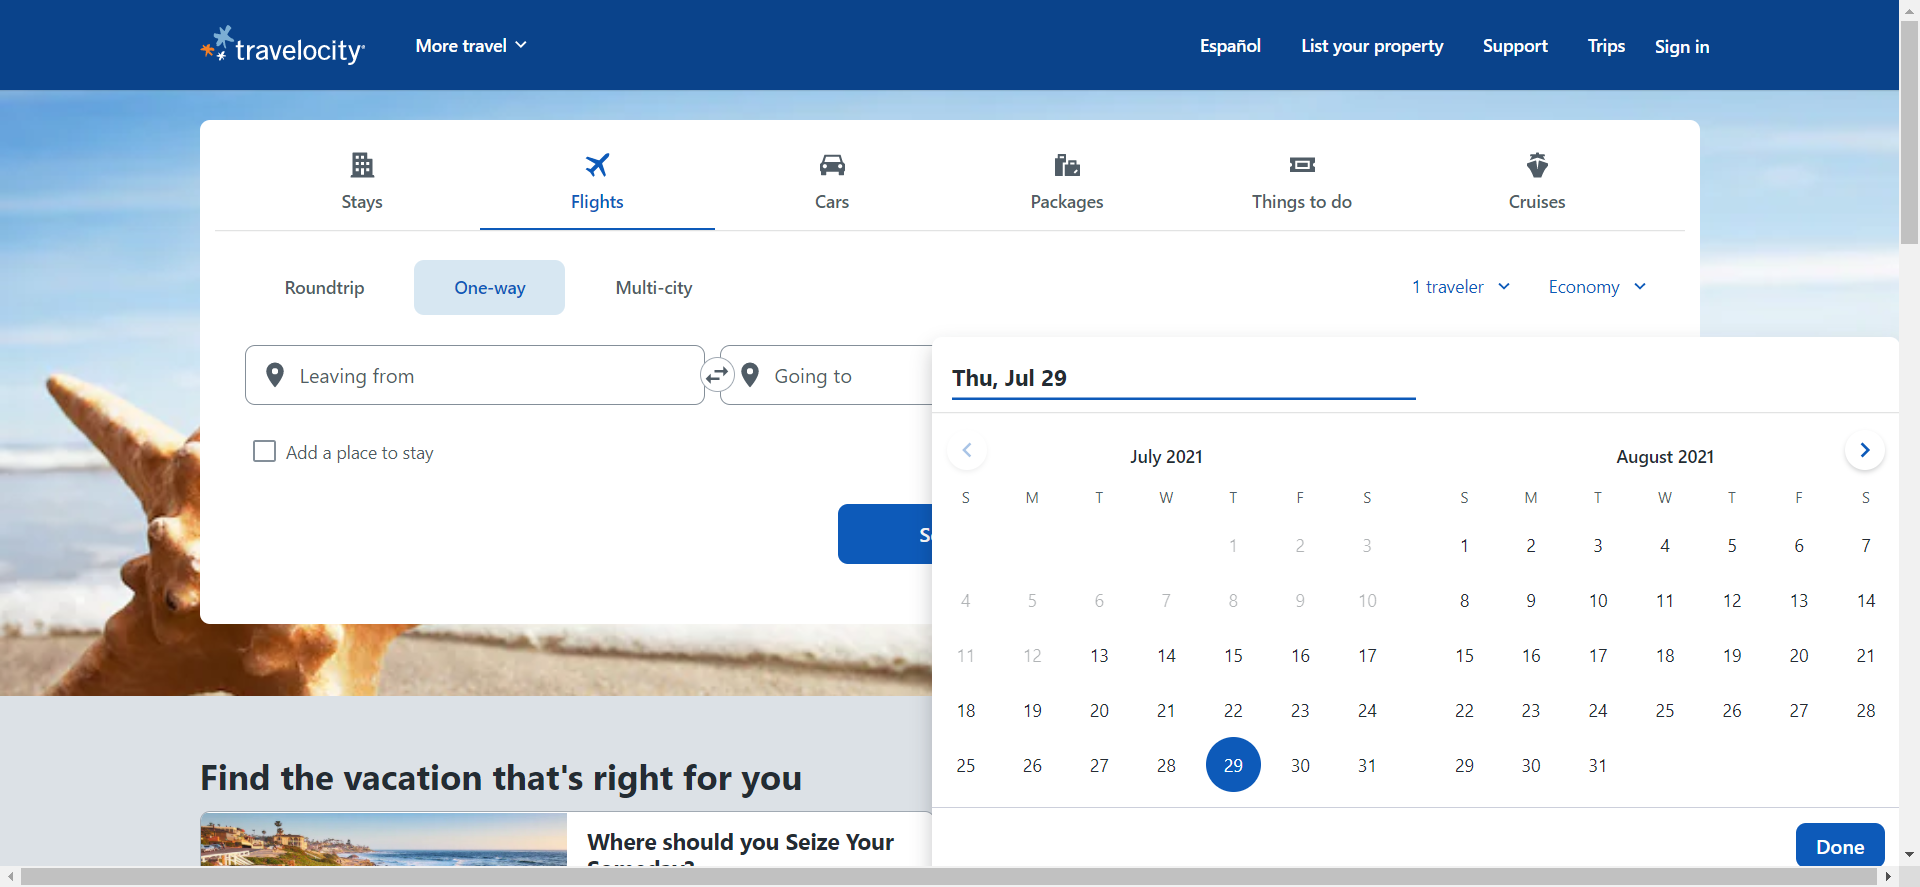 travelocity
More travel
Español
List your property
Support
Trips
Sign in
Stays
Flights
Cars
Packages
Things to do
Cruises
Roundtrip
One-way
Multi-city
1 traveler
Economy
Leaving from
Going to
Thu, Jul 29
Add a place to stay
July 2021
S M T W T F S
1 2 3
4 5 6 7 8 9 10
11 12 13 14 15 16 17
18 19 20 21 22 23 24
25 26 27 28 29 30 31
August 2021
S M T W T F S
1 2 3 4 5 6 7
8 9 10 11 12 13 14
15 16 17 18 19 20 21
22 23 24 25 26 27 28
29 30 31
Done
Find the vacation that's right for you
Where should you Seize Your
Someday?